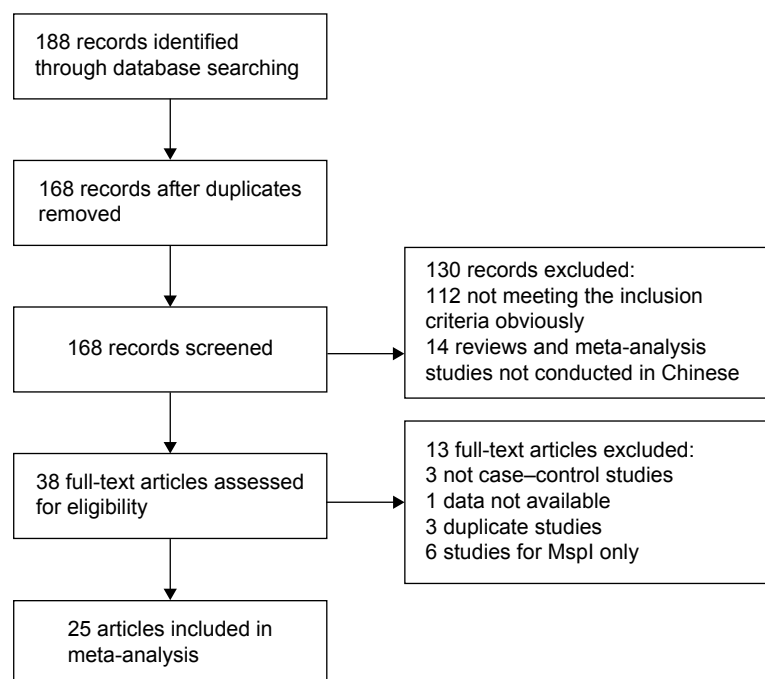 188 records identified
through database searching
168 records after duplicates
removed
168 records screened
130 records excluded:
112 not meeting the inclusion
criteria obviously
14 reviews and meta-analysis
studies not conducted in Chinese
38 full-text articles assessed
for eligibility
13 full-text articles excluded:
3 not case–control studies
1 data not available
3 duplicate studies
6 studies for MspI only
25 articles included in
meta-analysis